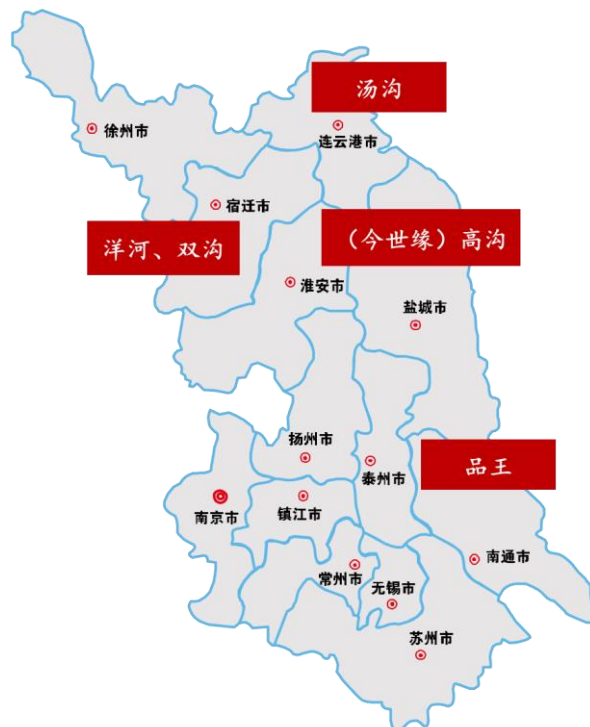 汤沟
徐州市
连云港市
宿迁市
洋河、双沟
（今世缘）高沟
淮安市
盐城市
扬州市
品王
泰州市
南京市
镇江市
南通市
常州市
无锡市
苏州市